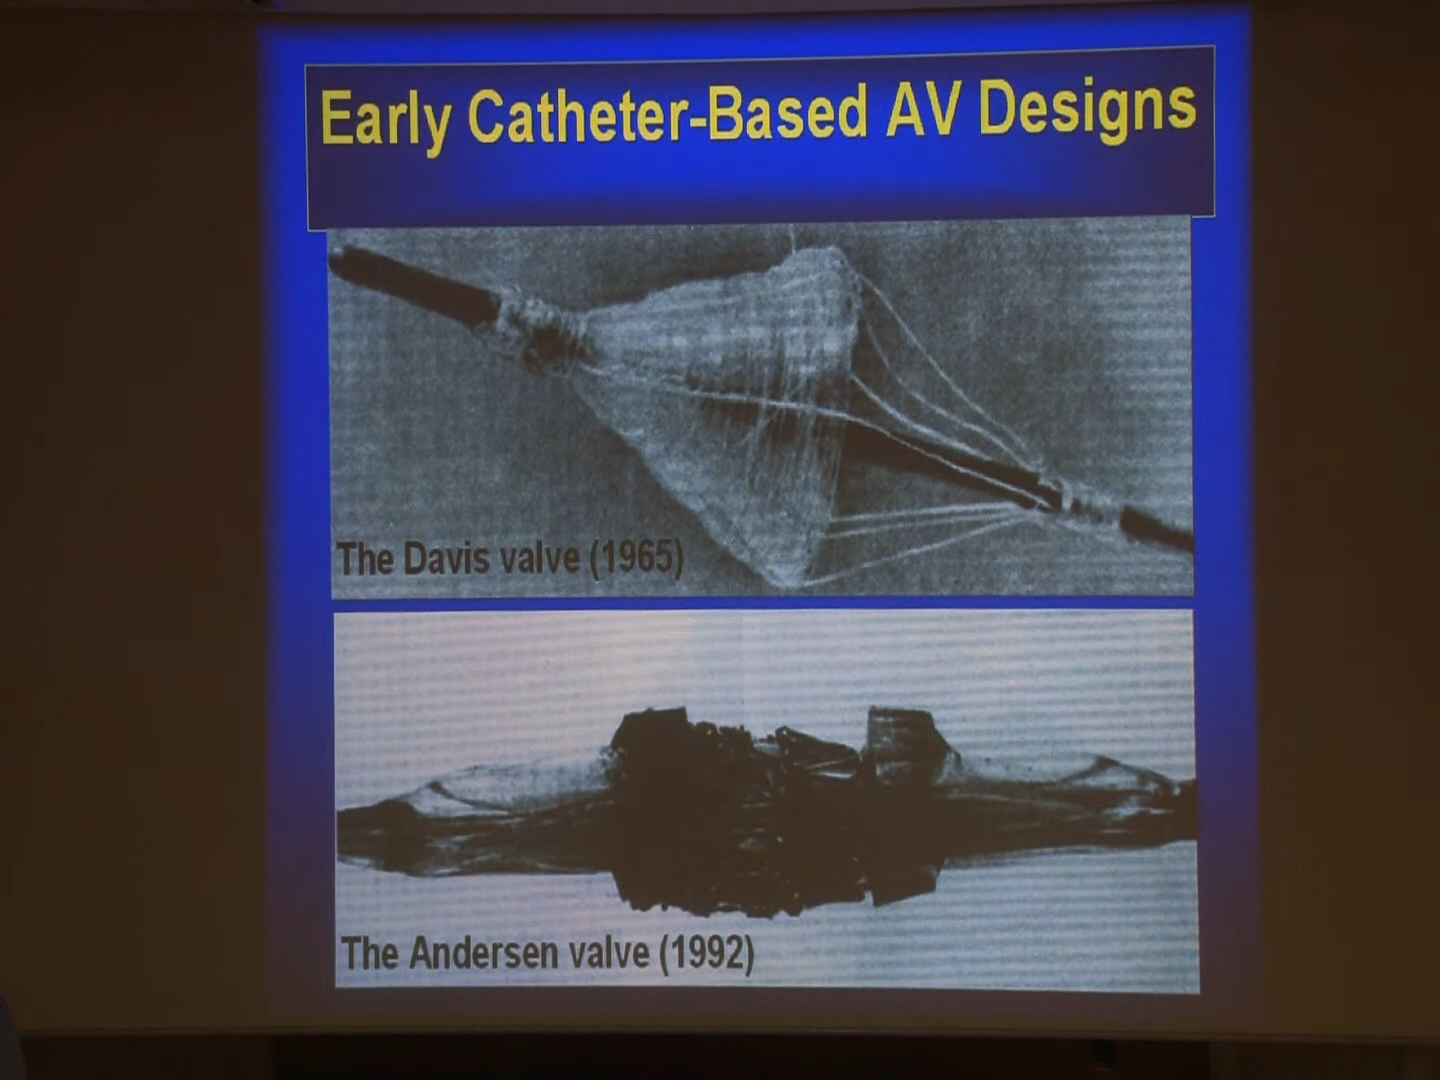 Early Catheter-Based AV Designs
The Davis valve (1965)
The Andersen valve (1992)